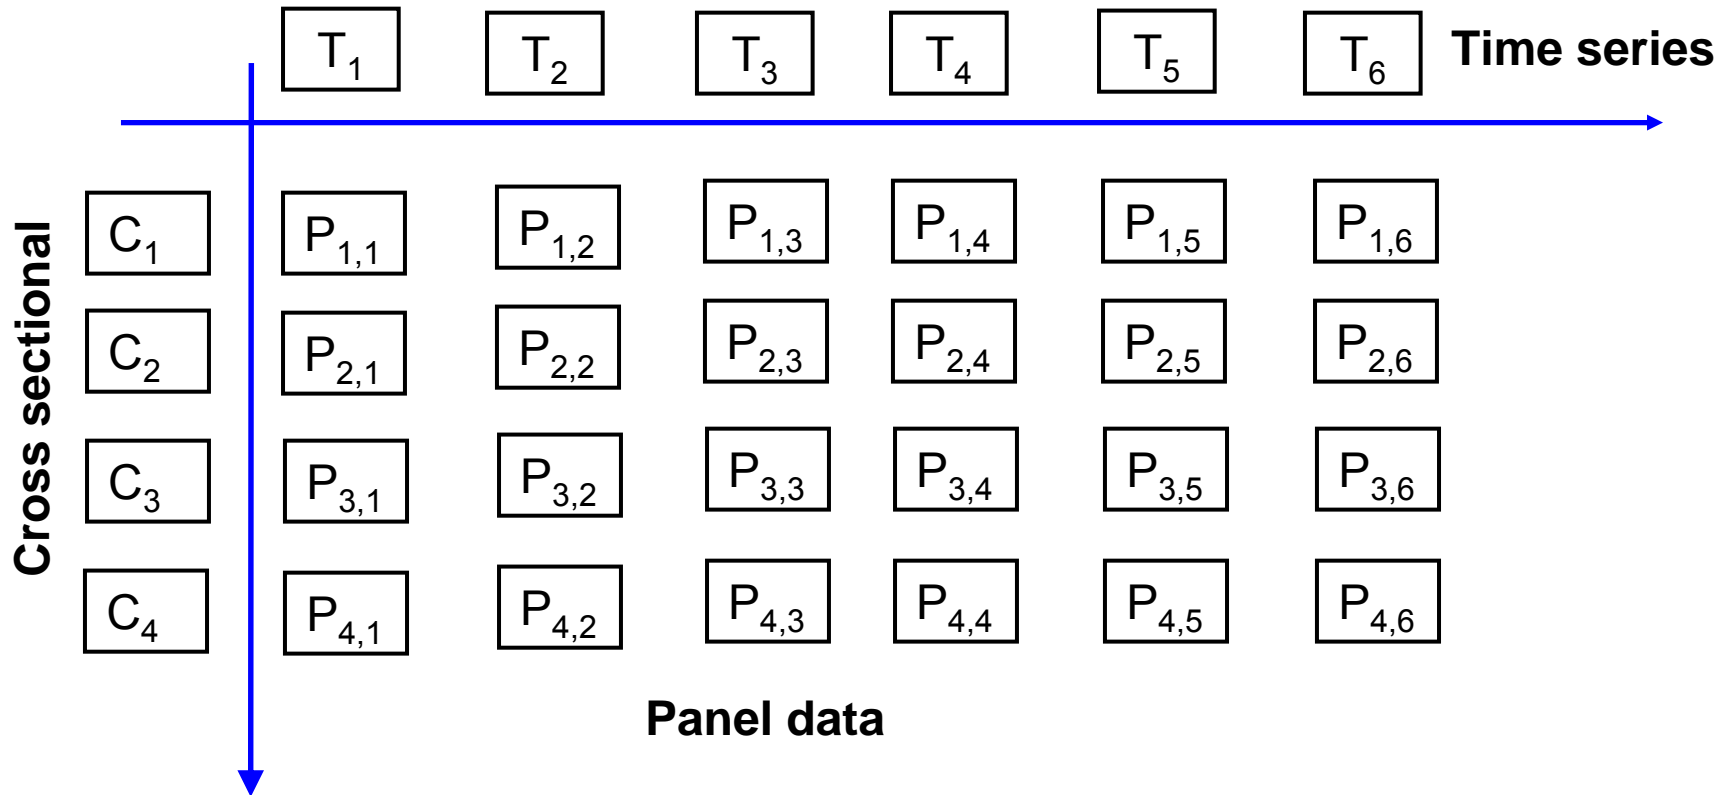 T1 T2 T3 T4 T5 T6 Time series
Cross sectional
C1 P1,1 P1,2 P1,3 P1,4 P1,5 P1,6
C2 P2,1 P2,2 P2,3 P2,4 P2,5 P2,6
C3 P3,1 P3,2 P3,3 P3,4 P3,5 P3,6
C4 P4,1 P4,2 P4,3 P4,4 P4,5 P4,6
Panel data